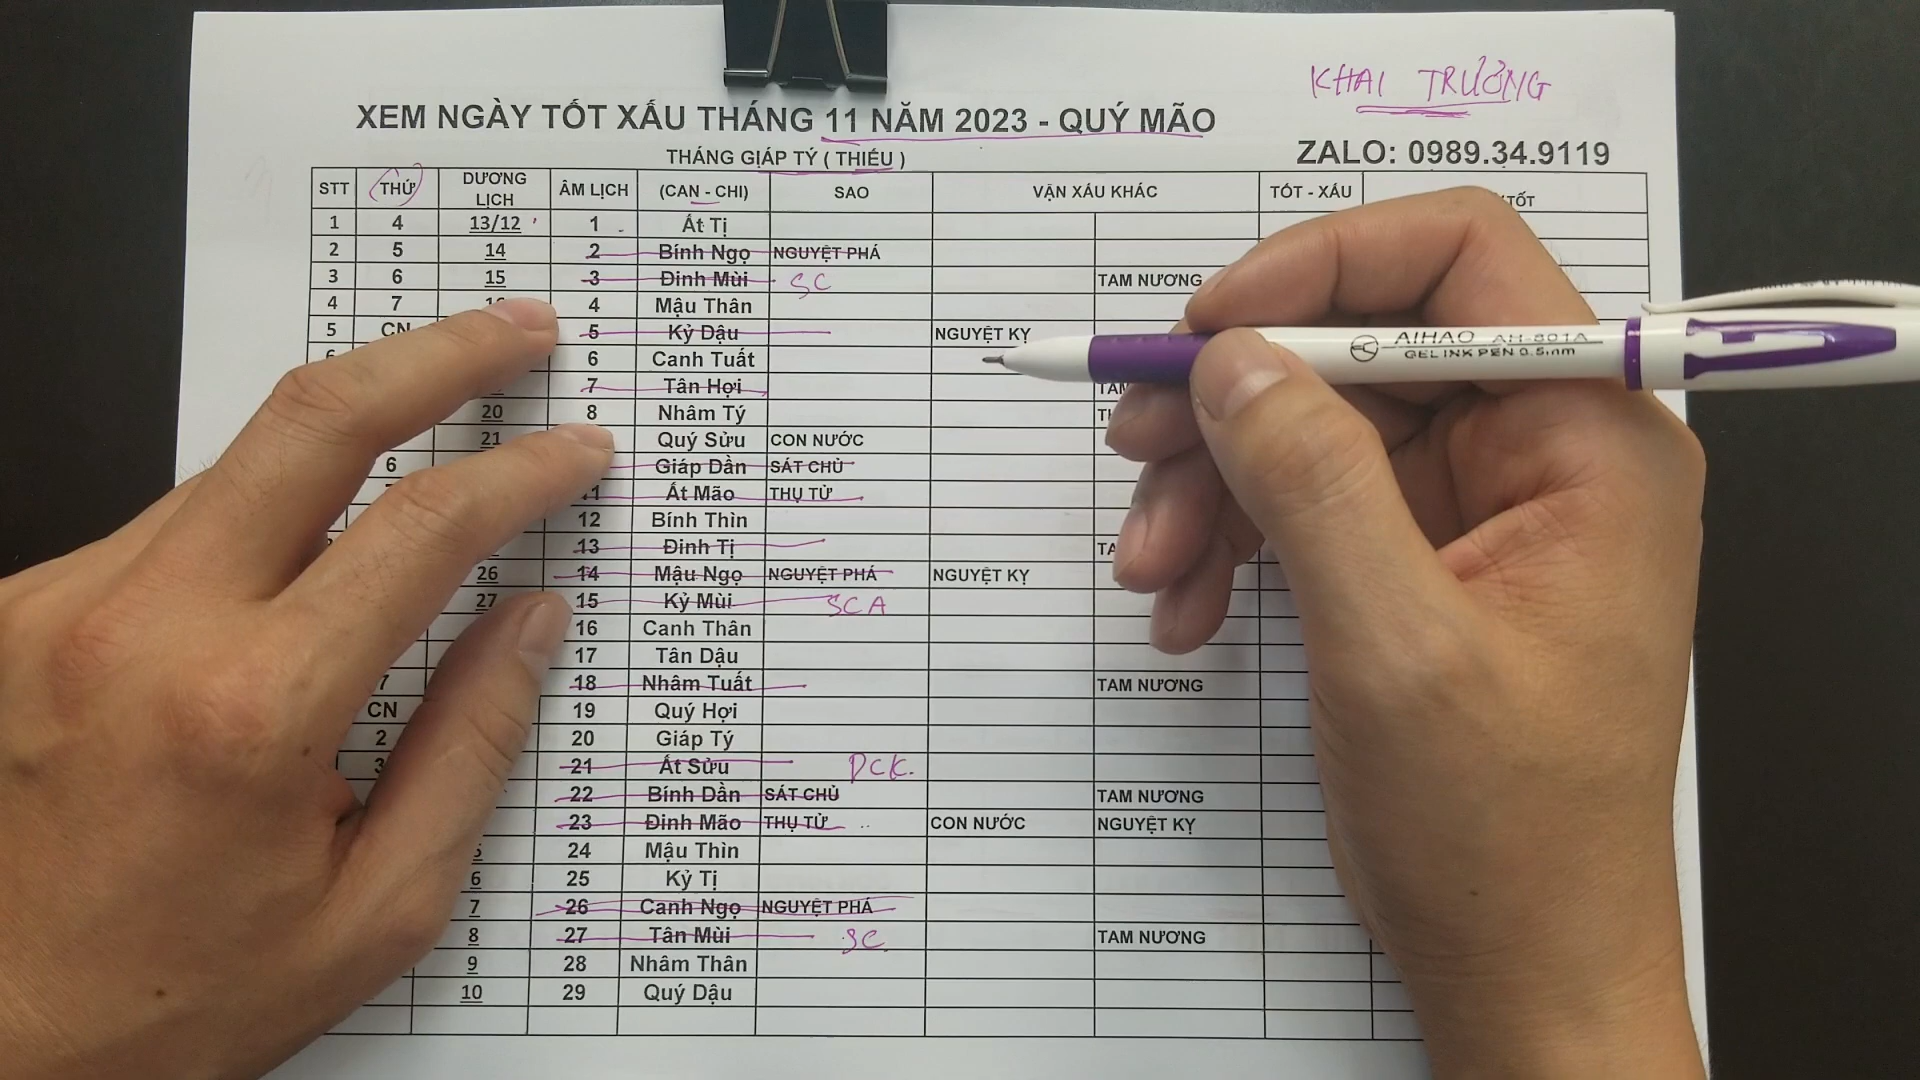 KHAI TRƯỜNG
XEM NGÀY TỐT XẤU THÁNG 11 NĂM 2023 - QUÝ MÃO
THÁNG GIÁP TÝ ( THIẾU )
ZALO: 0989.34.9119
STT THỨ DƯƠNG LỊCH ÂM LỊCH (CAN - CHI) SAO VẬN XẤU KHÁC TỐT - XẤU TỐT
1 4 13/12 1 Ất Tị
2 5 14 2 Bính Ngọ NGUYỆT PHÁ
3 6 15 3 Đinh Mùi SC TAM NƯƠNG
4 7 4 Mậu Thân
5 CN 5 Kỷ Dậu NGUYỆT KỴ
6 Canh Tuất
7 Tân Hợi
20 8 Nhâm Tý
21 Quý Sửu CON NƯỚC
6 Giáp Dần SÁT CHỦ
11 Ất Mão THỤ TỬ
12 Bính Thìn
13 Đinh Tị
26 14 Mậu Ngọ NGUYỆT PHÁ NGUYỆT KỴ
27 15 Kỷ Mùi SCA
16 Canh Thân
17 Tân Dậu
7 18 Nhâm Tuất TAM NƯƠNG
CN 19 Quý Hợi
2 20 Giáp Tý
3 21 Ất Sửu DCK.
22 Bính Dần SÁT CHỦ TAM NƯƠNG
23 Đinh Mão THỤ TỬ CON NƯỚC NGUYỆT KỴ
5 24 Mậu Thìn
6 25 Kỷ Tị
7 26 Canh Ngọ NGUYỆT PHÁ
8 27 Tân Mùi SC TAM NƯƠNG
9 28 Nhâm Thân
10 29 Quý Dậu
AIHAO AH-801A
GEL INK PEN 0.5mm